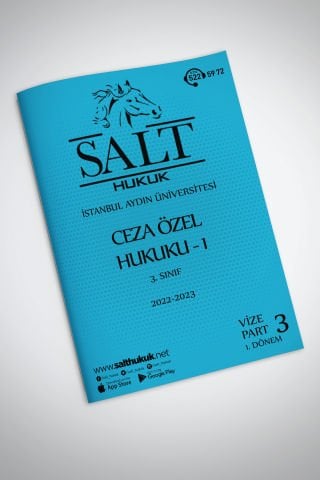 522 59 72
SALT
HUKUK
İSTANBUL AYDIN ÜNİVERSİTESİ
CEZA ÖZEL
HUKUKU - 1
3. SINIF
2022-2023
VİZE
PART 3
1. DÖNEM
www.salthukuk.net
App Store
Google Play